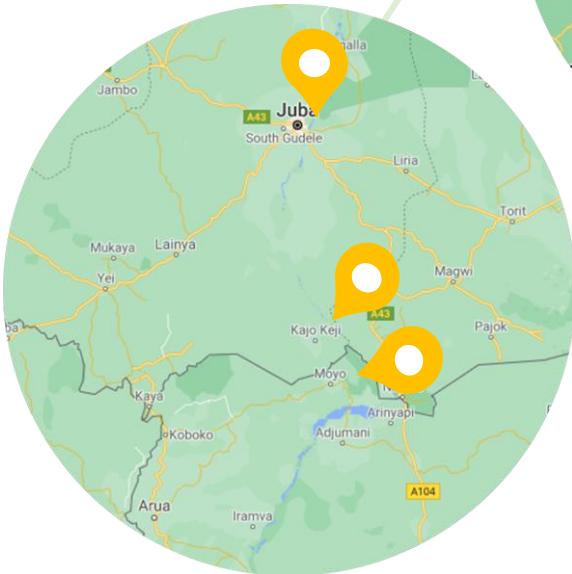 Jambo
A43
Juba
South Gudele
Liria
Torit
Mukaya
Lainya
Yei
Magwi
A43
Kajo Keji
Pajok
Moyo
Kaya
Arinyapi
Koboko
Adjumani
A104
Arua
Iramva